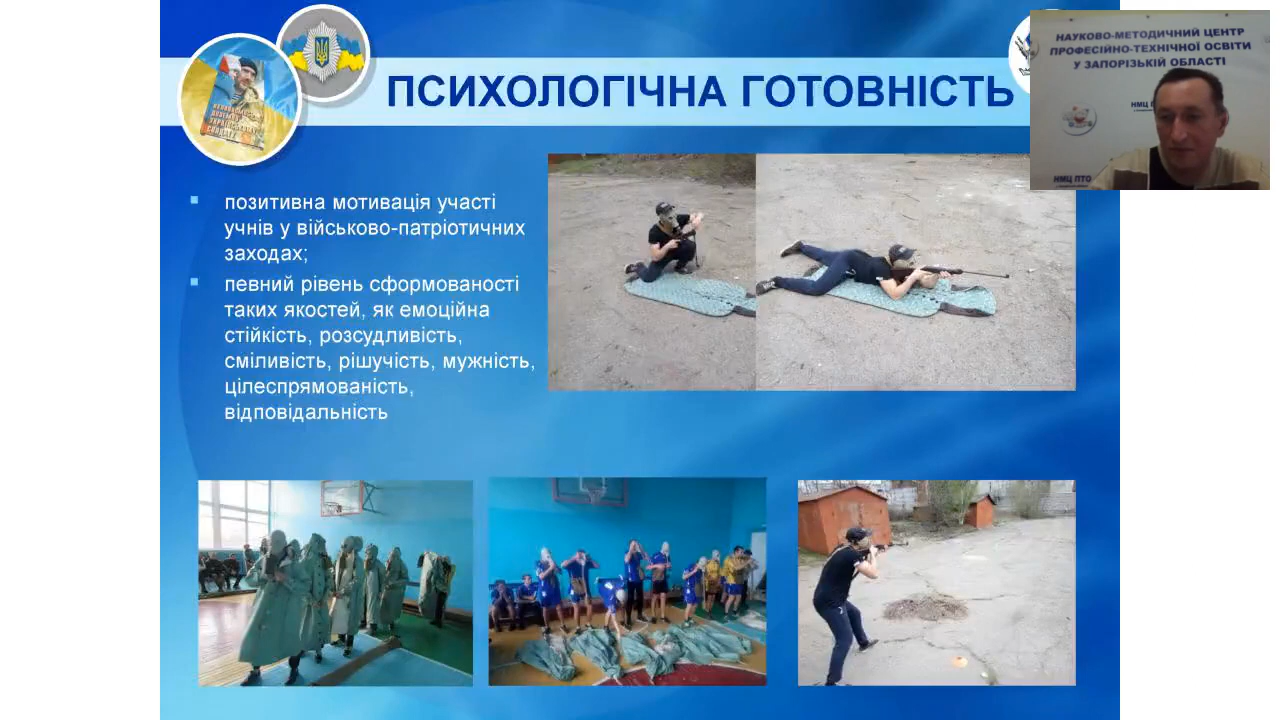 ПСИХОЛОГІЧНА ГОТОВНІСТЬ
НАУКОВО-МЕТОДИЧНИЙ ЦЕНТР
ПРОФЕСІЙНО-ТЕХНІЧНОЇ ОСВІТИ
У ЗАПОРІЗЬКІЙ ОБЛАСТІ
НМЦ
НМЦ ПТО
позитивна мотивація участі
учнів у військово-патріотичних
заходах;
певний рівень сформованості
таких якостей, як емоційна
стійкість, розсудливість,
сміливість, рішучість, мужність,
цілеспрямованість,
відповідальність